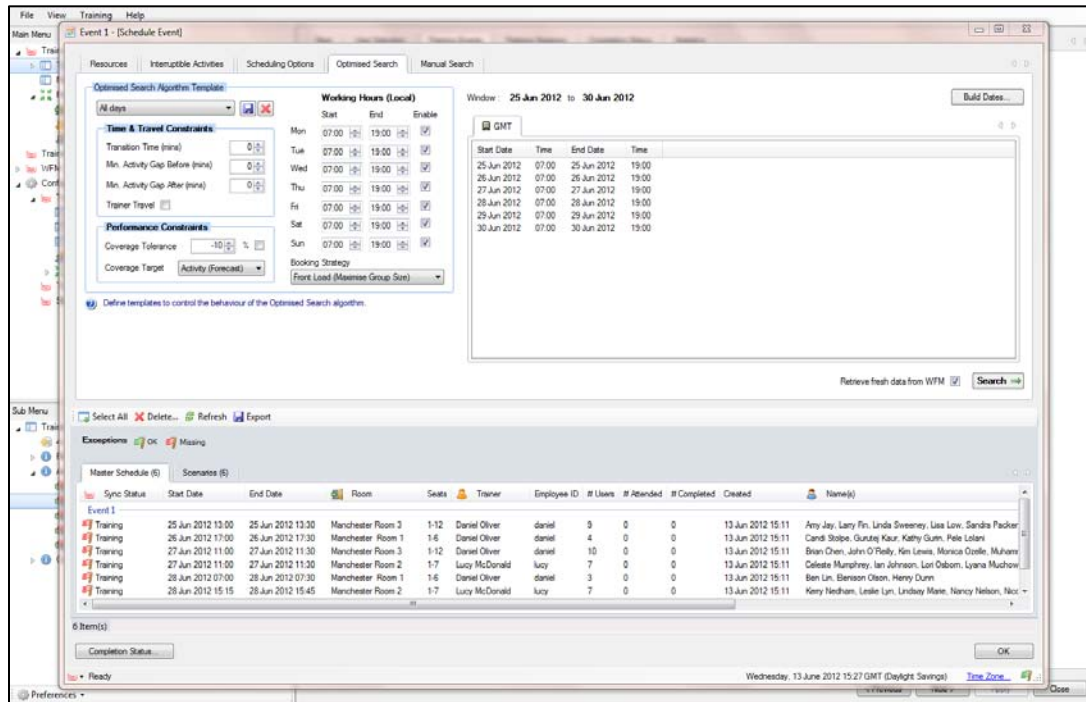 File View Training Help
Main Menu
Event 1 - [Schedule Event]
Resources Interruptible Activities Scheduling Options Optimised Search Manual Search
Optimised Search Algorithm Template
All days
Time & Travel Constraints
Transition Time (mins) 0
Min. Activity Gap Before (mins) 0
Min. Activity Gap After (mins) 0
Trainer Travel
Performance Constraints
Coverage Tolerance -10 %
Coverage Target Activity (Forecast)
Working Hours (Local)
Start End Enable
Mon 07:00 19:00
Tue 07:00 19:00
Wed 07:00 19:00
Thu 07:00 19:00
Fri 07:00 19:00
Sat 07:00 19:00
Sun 07:00 19:00
Booking Strategy
Front Load (Maximise Group Size)
Define templates to control the behaviour of the Optimised Search algorithm.
Window : 25 Jun 2012 to 30 Jun 2012
Build Dates...
GMT
Start Date Time End Date Time
25 Jun 2012 07:00 25 Jun 2012 19:00
26 Jun 2012 07:00 26 Jun 2012 19:00
27 Jun 2012 07:00 27 Jun 2012 19:00
28 Jun 2012 07:00 28 Jun 2012 19:00
29 Jun 2012 07:00 29 Jun 2012 19:00
30 Jun 2012 07:00 30 Jun 2012 19:00
Retrieve fresh data from WFM Search
Sub Menu
Select All Delete... Refresh Export
Exceptions OK Missing
Master Schedule (6) Scenarios (6)
Sync Status Start Date End Date Room Seats Trainer Employee ID # Users # Attended # Completed Created Name(s)
Event 1
Training 25 Jun 2012 13:00 25 Jun 2012 13:30 Manchester Room 3 1-12 Daniel Oliver daniel 9 0 0 13 Jun 2012 15:11 Amy Jay, Larry Fin, Linda Sweeney, Lisa Low, Sandra Packer
Training 26 Jun 2012 17:00 26 Jun 2012 17:30 Manchester Room 1 1-6 Daniel Oliver daniel 4 0 0 13 Jun 2012 15:11 Candi Stolpe, Gurutej Kaur, Kathy Gunn, Pele Lolani
Training 27 Jun 2012 11:00 27 Jun 2012 11:30 Manchester Room 3 1-12 Daniel Oliver daniel 10 0 0 13 Jun 2012 15:11 Brian Chen, John O'Reilly, Kim Lewis, Monica Ozelle, Muhamm
Training 27 Jun 2012 11:00 27 Jun 2012 11:30 Manchester Room 2 1-7 Lucy McDonald lucy 7 0 0 13 Jun 2012 15:11 Celeste Mumphrey, Ian Johnson, Lori Osborn, Lyana Muchow
Training 28 Jun 2012 07:00 28 Jun 2012 07:30 Manchester Room 1 1-6 Daniel Oliver daniel 3 0 0 13 Jun 2012 15:11 Ben Lin, Benison Olson, Henry Dunn
Training 28 Jun 2012 15:15 28 Jun 2012 15:45 Manchester Room 2 1-7 Lucy McDonald lucy 7 0 0 13 Jun 2012 15:11 Kerry Nedham, Leslie Lyn, Lindsay Marie, Nancy Nelson, Nicc
6 Item(s)
Completion Status... OK
Ready Wednesday, 13 June 2012 15:27 GMT (Daylight Savings) Time Zone...
Preferences Close